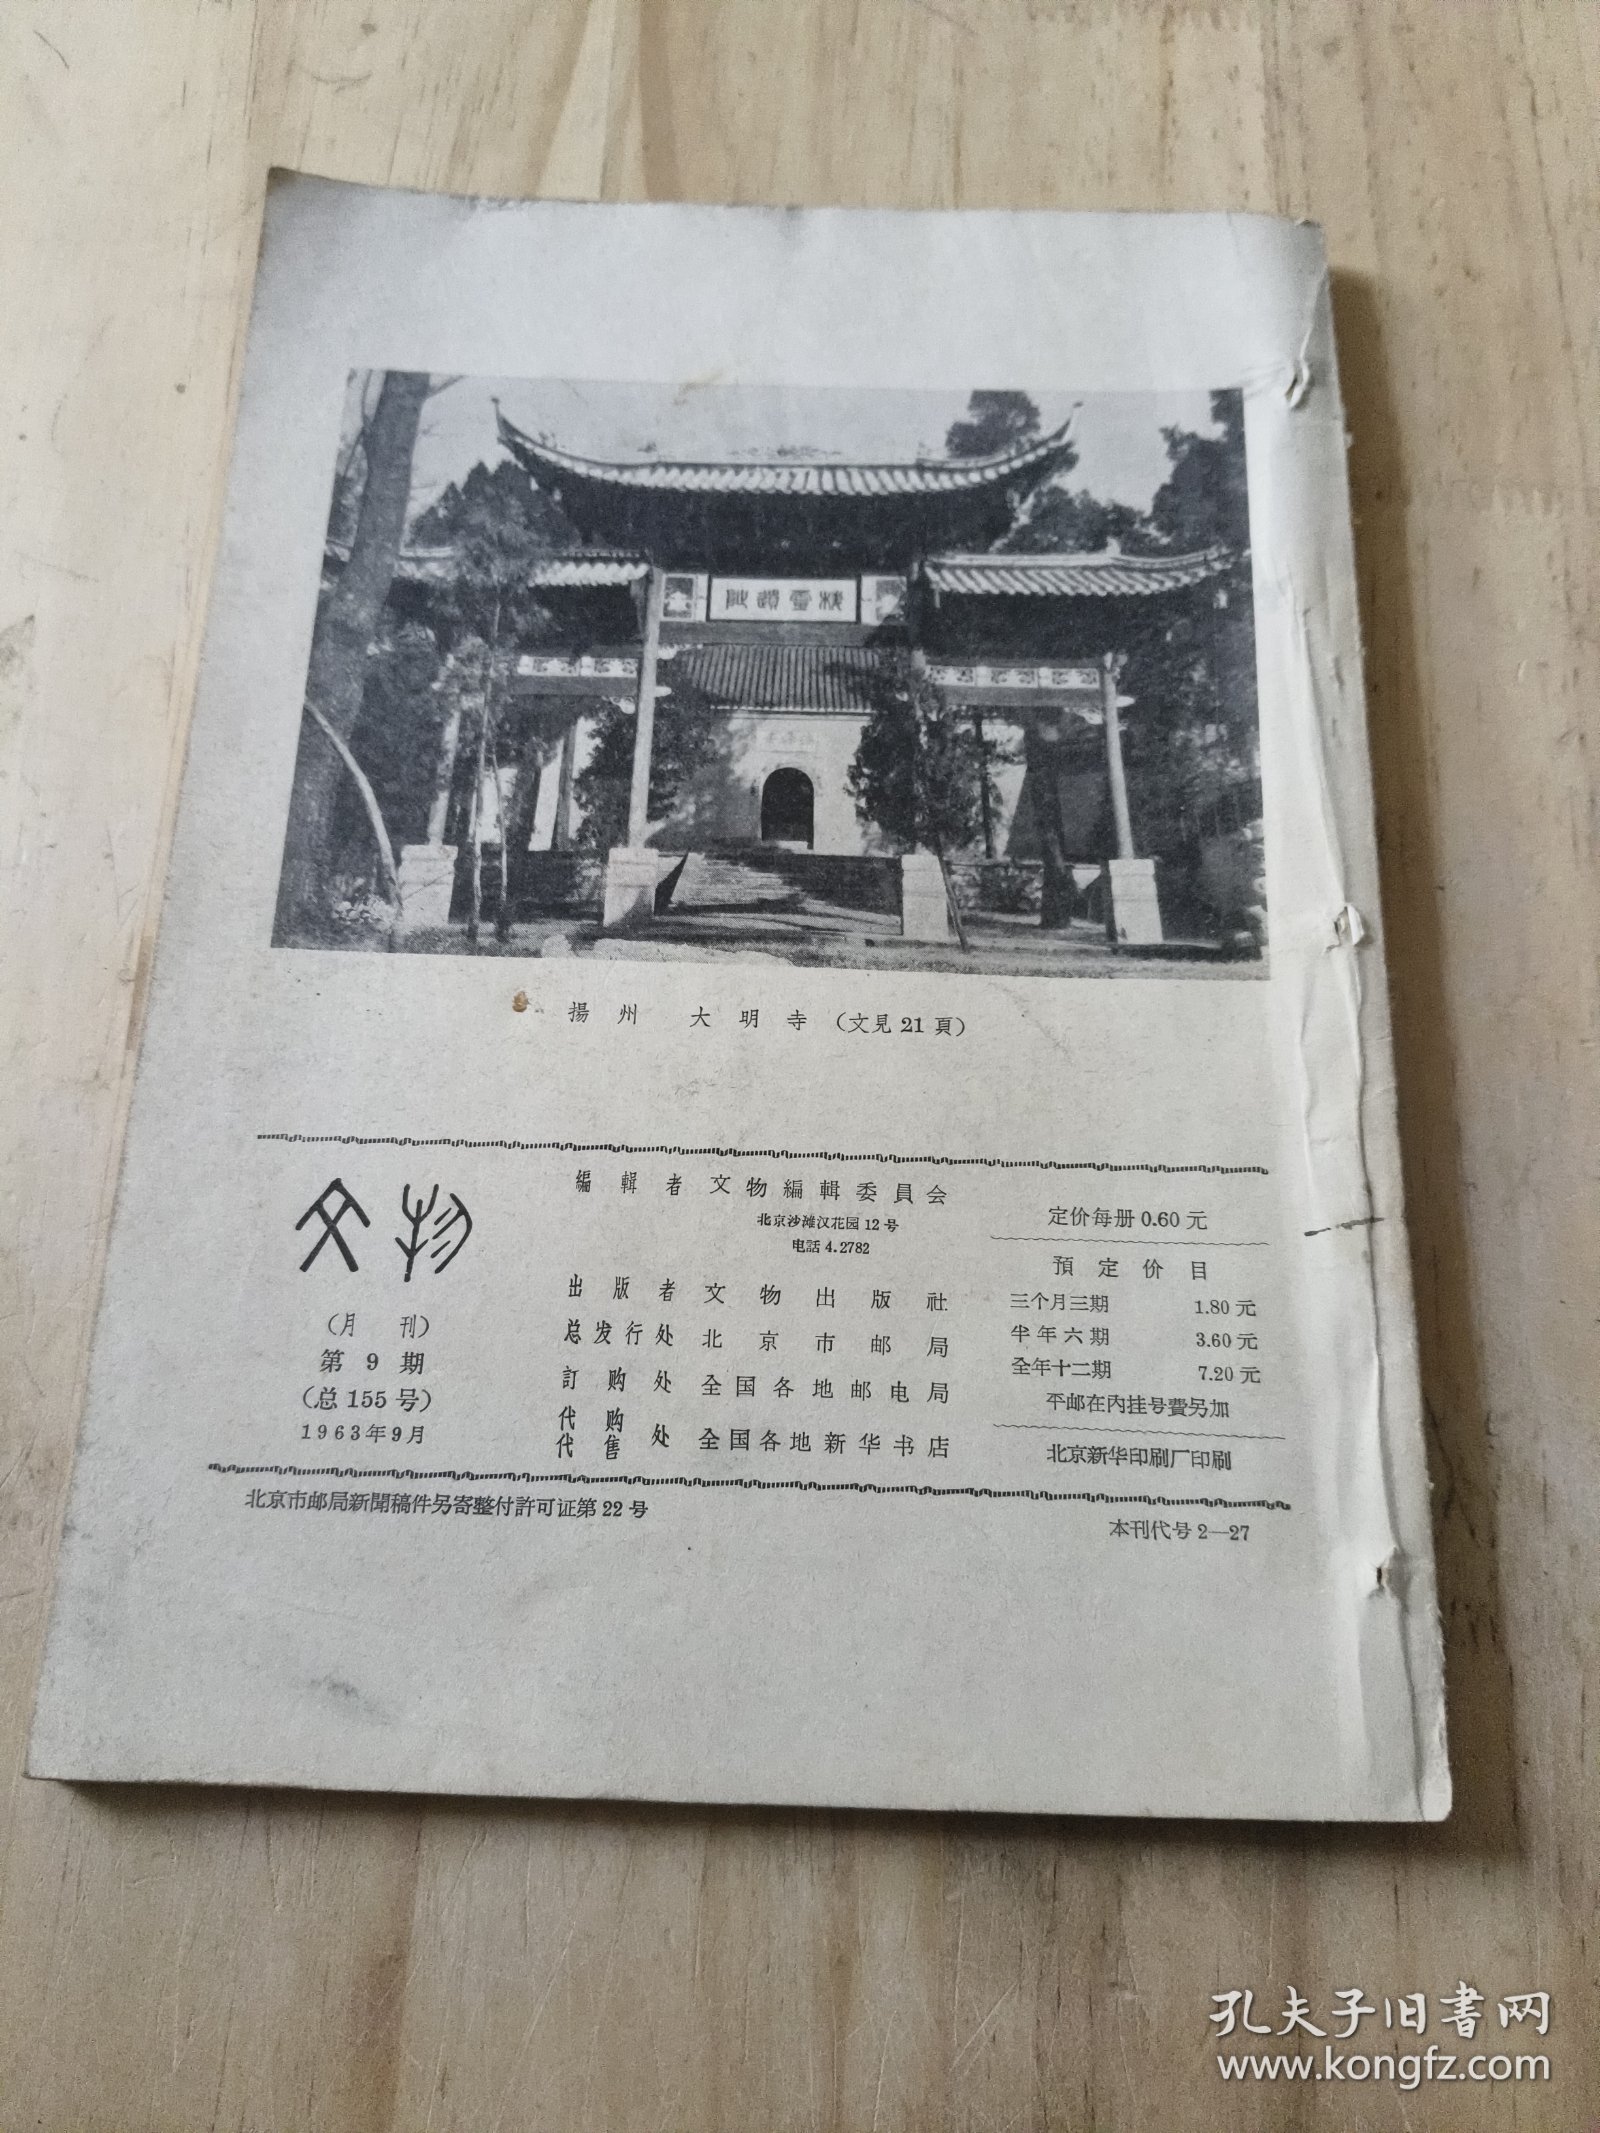 栖靈遺址
揚州 大明寺（文見21頁）
文物
（月刊）
第9期
（总155号）
1963年9月
編輯者 文物編輯委員会
北京沙滩汉花园12号
电話4.2782
出版者 文物出版社
总发行处 北京市邮局
訂购处 全国各地邮电局
代购
代售 处 全国各地新华书店
定价每册0.60元
預定价目
三个月三期 1.80元
半年六期 3.60元
全年十二期 7.20元
平邮在內挂号費另加
北京新华印刷厂印刷
北京市邮局新聞稿件另寄整付許可证第22号
本刊代号2—27
孔夫子旧书网
www.kongfz.com